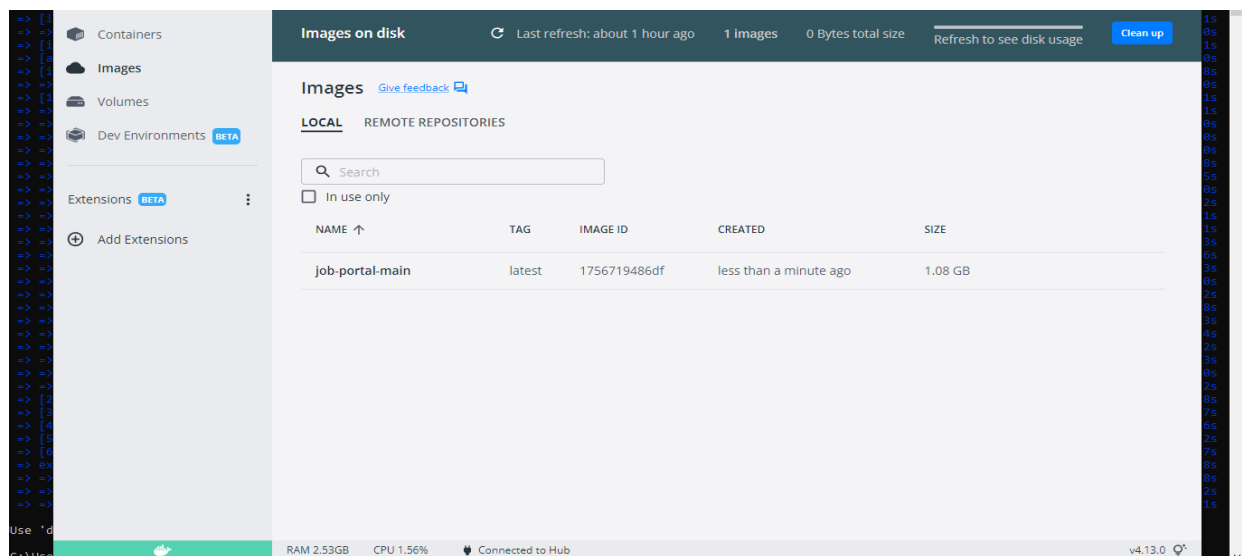 Containers
Images
Volumes
Dev Environments BETA
Extensions BETA
Add Extensions
Images on disk Last refresh: about 1 hour ago 1 images 0 Bytes total size Refresh to see disk usage Clean up
Images Give feedback
LOCAL REMOTE REPOSITORIES
Search
In use only
NAME TAG IMAGE ID CREATED SIZE
job-portal-main latest 1756719486df less than a minute ago 1.08 GB
Use 'd
RAM 2.53GB CPU 1.56% Connected to Hub v4.13.0